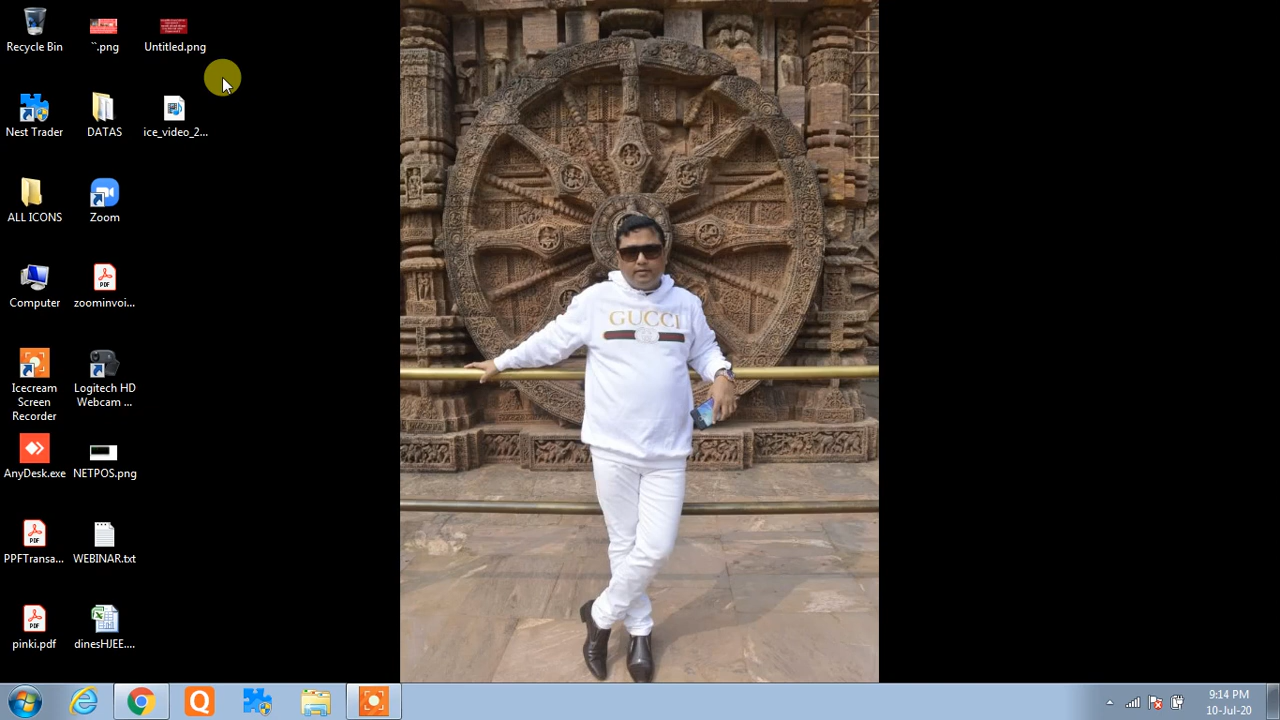 Recycle Bin
``.png
Untitled.png
Nest Trader
DATAS
ice_video_2...
ALL ICONS
Zoom
Computer
zoominvoi...
Icecream
Screen
Recorder
Logitech HD
Webcam ...
AnyDesk.exe
NETPOS.png
PPFTransa...
WEBINAR.txt
pinki.pdf
dinesHJEE....
GUCCI
9:14 PM
10-Jul-20